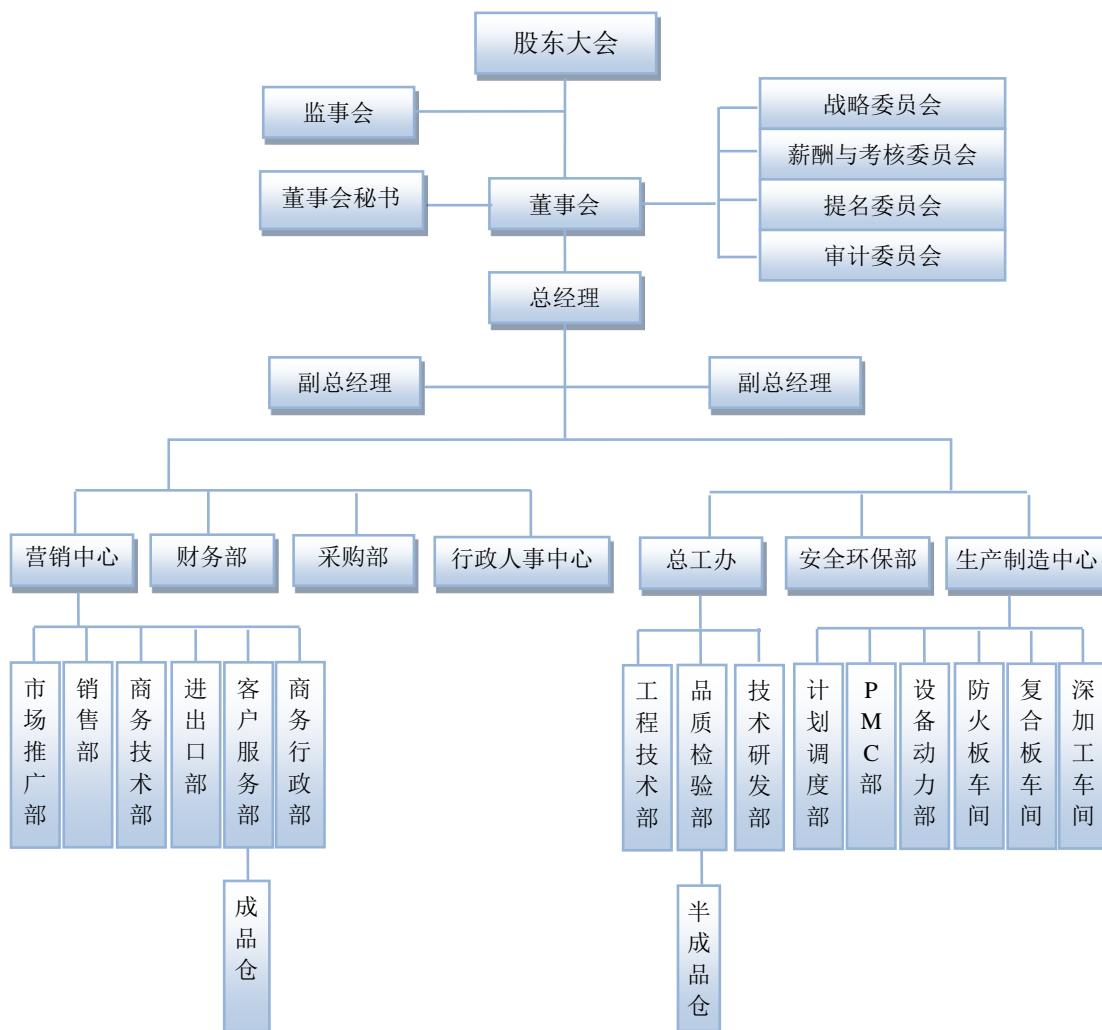 股东大会
监事会
战略委员会
薪酬与考核委员会
董事会秘书
董事会
提名委员会
审计委员会
总经理
副总经理
副总经理
营销中心
财务部
采购部
行政人事中心
总工办
安全环保部
生产制造中心
市场推广部
销售部
商务技术部
进出口部
客户服务部
商务行政部
工程技术部
品质检验部
技术研发部
计划调度部
PMC部
设备动力部
防火板车间
复合板车间
深加工车间
成品仓
半成品仓